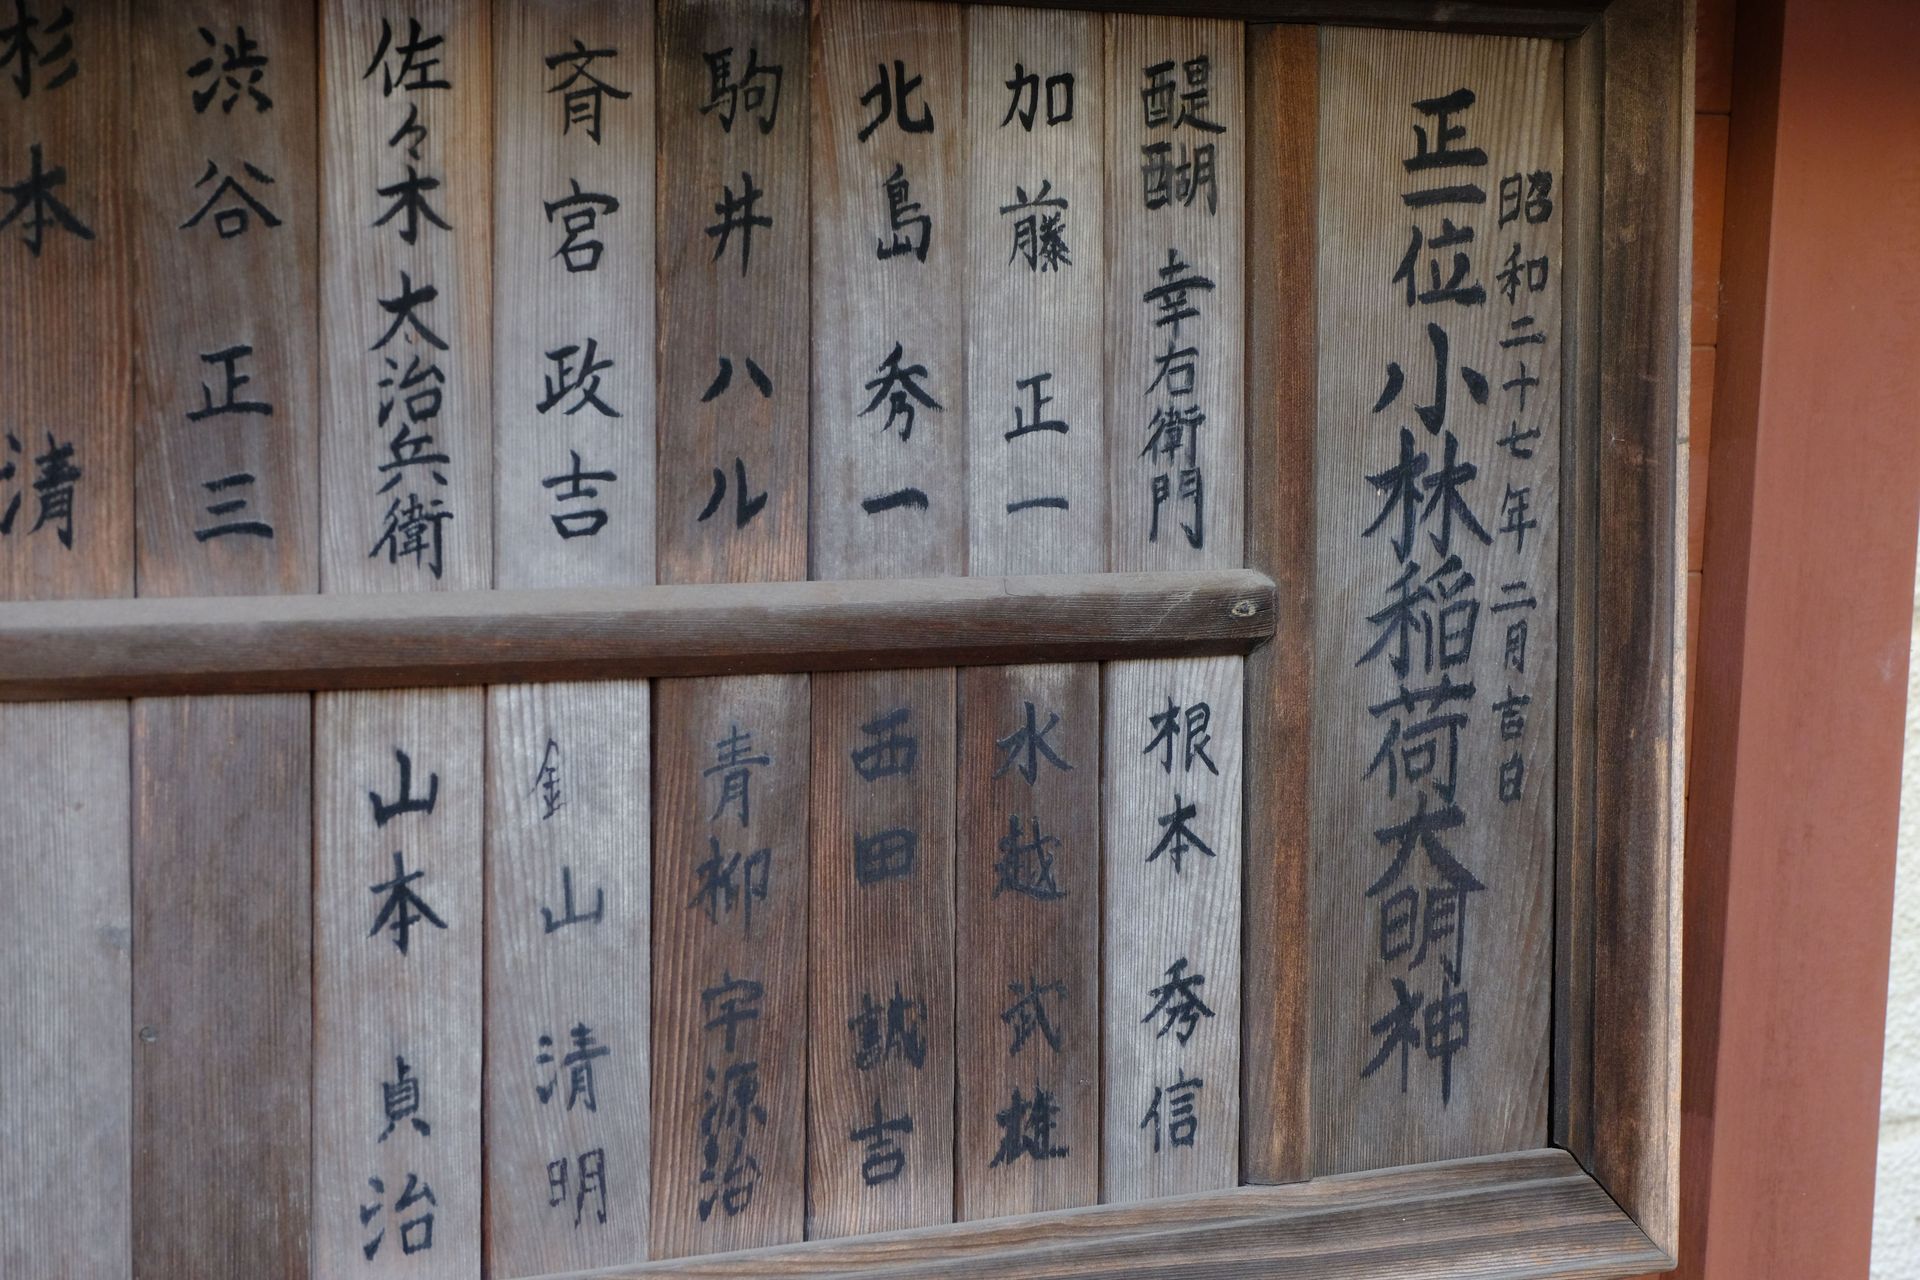 昭和二十七年 二月吉日
正一位小林稲荷大明神
醍醐 幸右衛門
加藤 正一
北島 秀一
駒井 ハル
斉宮 政吉
佐々木 大治兵衛
渋谷 正三
杉本 清
根本 秀信
水越 武雄
西田 誠吉
青柳 宇源治
金山 清明
山本 貞治